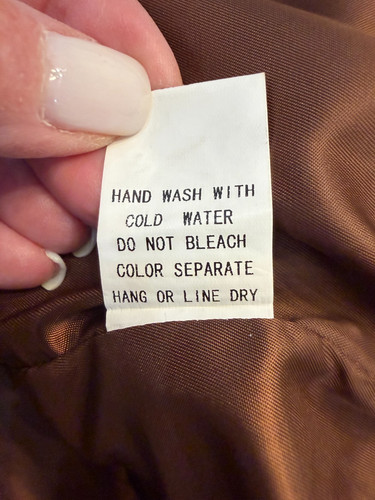 HAND WASH WITH
COLD WATER
DO NOT BLEACH
COLOR SEPARATE
HANG OR LINE DRY